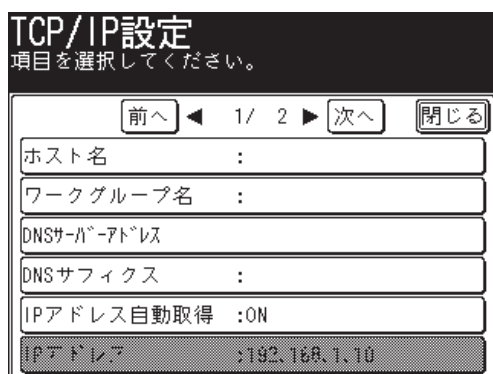 TCP/IP設定
項目を選択してください。
前へ ◀ 1/ 2 ▶ 次へ 閉じる
ホスト名 :
ワークグループ名 :
DNSｻｰﾊﾞｰｱﾄﾞﾚｽ
DNSサフィクス :
IPアドレス自動取得 :ON
IPアドレス :192.168.1.10